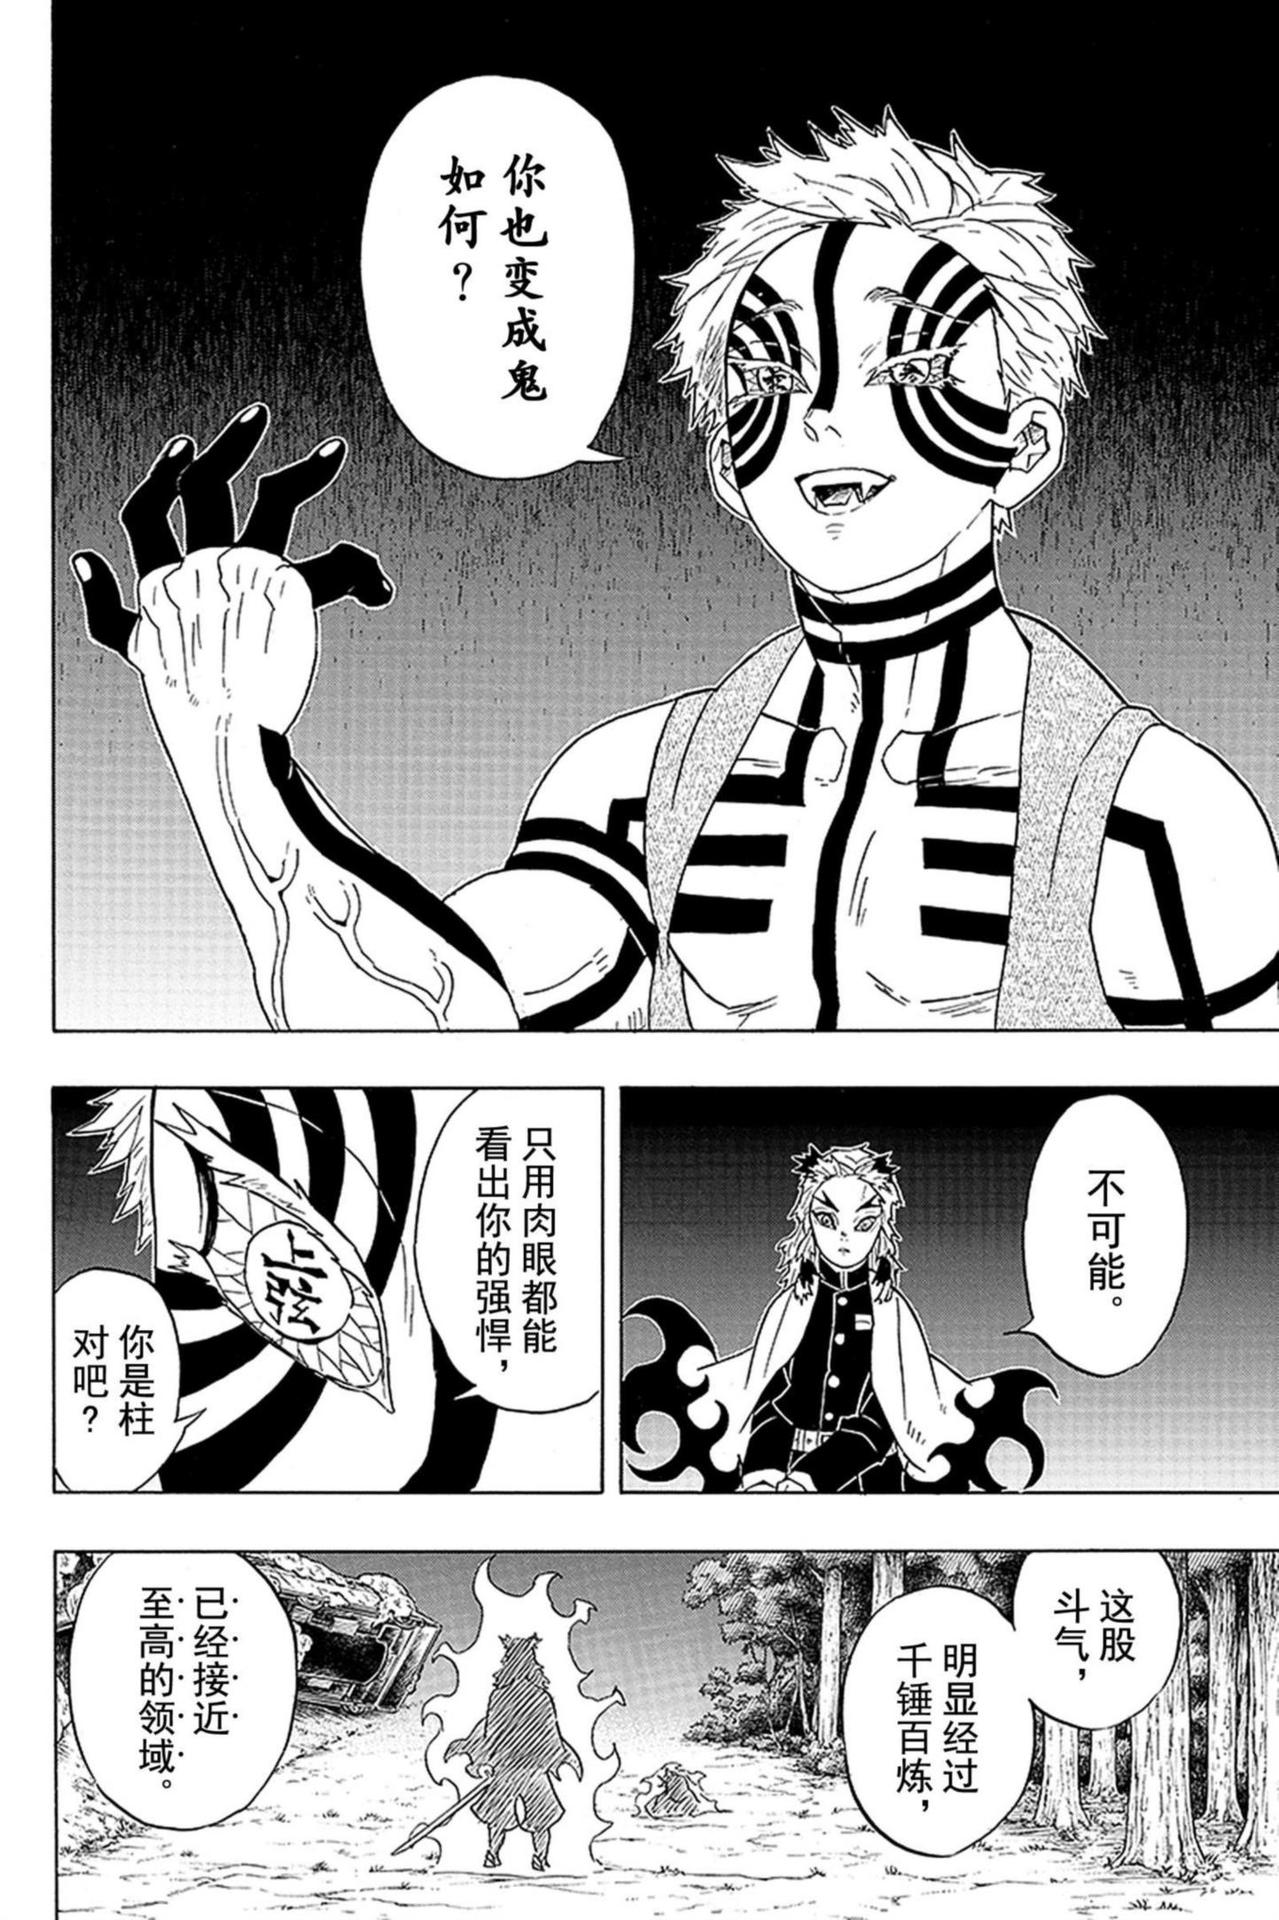 你也变成鬼
如何？
不可能。
只用肉眼都能
看出你的强悍，
上弦
你是柱
对吧？
这股
斗气，
明显经过
千锤百炼，
已经接近
至高的领域。